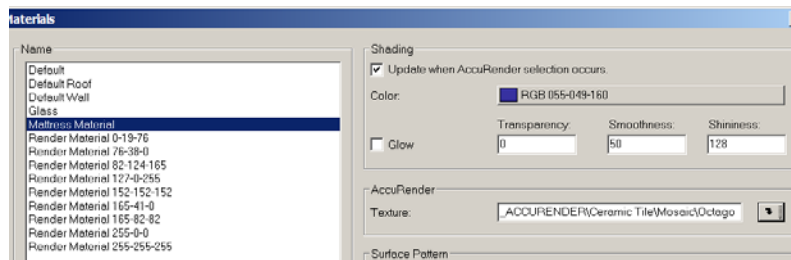 Materials
Name
Default
Default Roof
Default Wall
Glass
Mattress Material
Render Material 0-19-76
Render Material 76-38-0
Render Material 82-124-165
Render Material 127-0-255
Render Material 152-152-152
Render Material 165-41-0
Render Material 165-82-82
Render Material 255-0-0
Render Material 255-255-255
Shading
Update when AccuRender selection occurs.
Color: RGB 055-049-160
Transparency: Smoothness: Shininess:
Glow 0 50 128
AccuRender
Texture: _ACCURENDER\Ceramic Tile\Mosaic\Octago
Surface Pattern